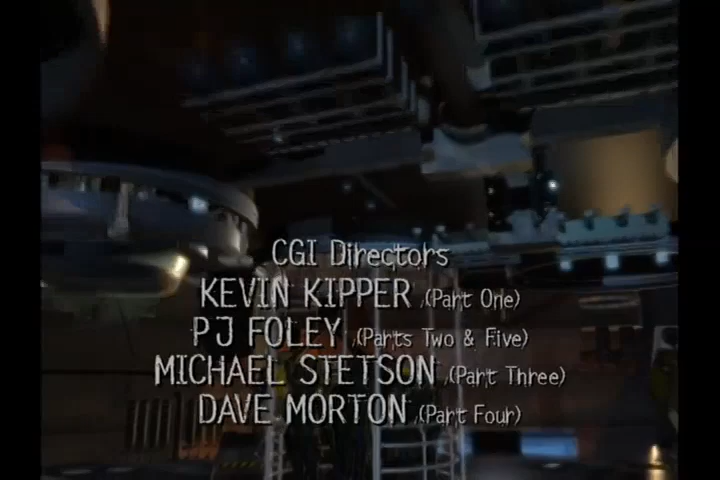 CGI Directors
KEVIN KIPPER (Part One)
PJ FOLEY (Parts Two & Five)
MICHAEL STETSON (Part Three)
DAVE MORTON (Part Four)